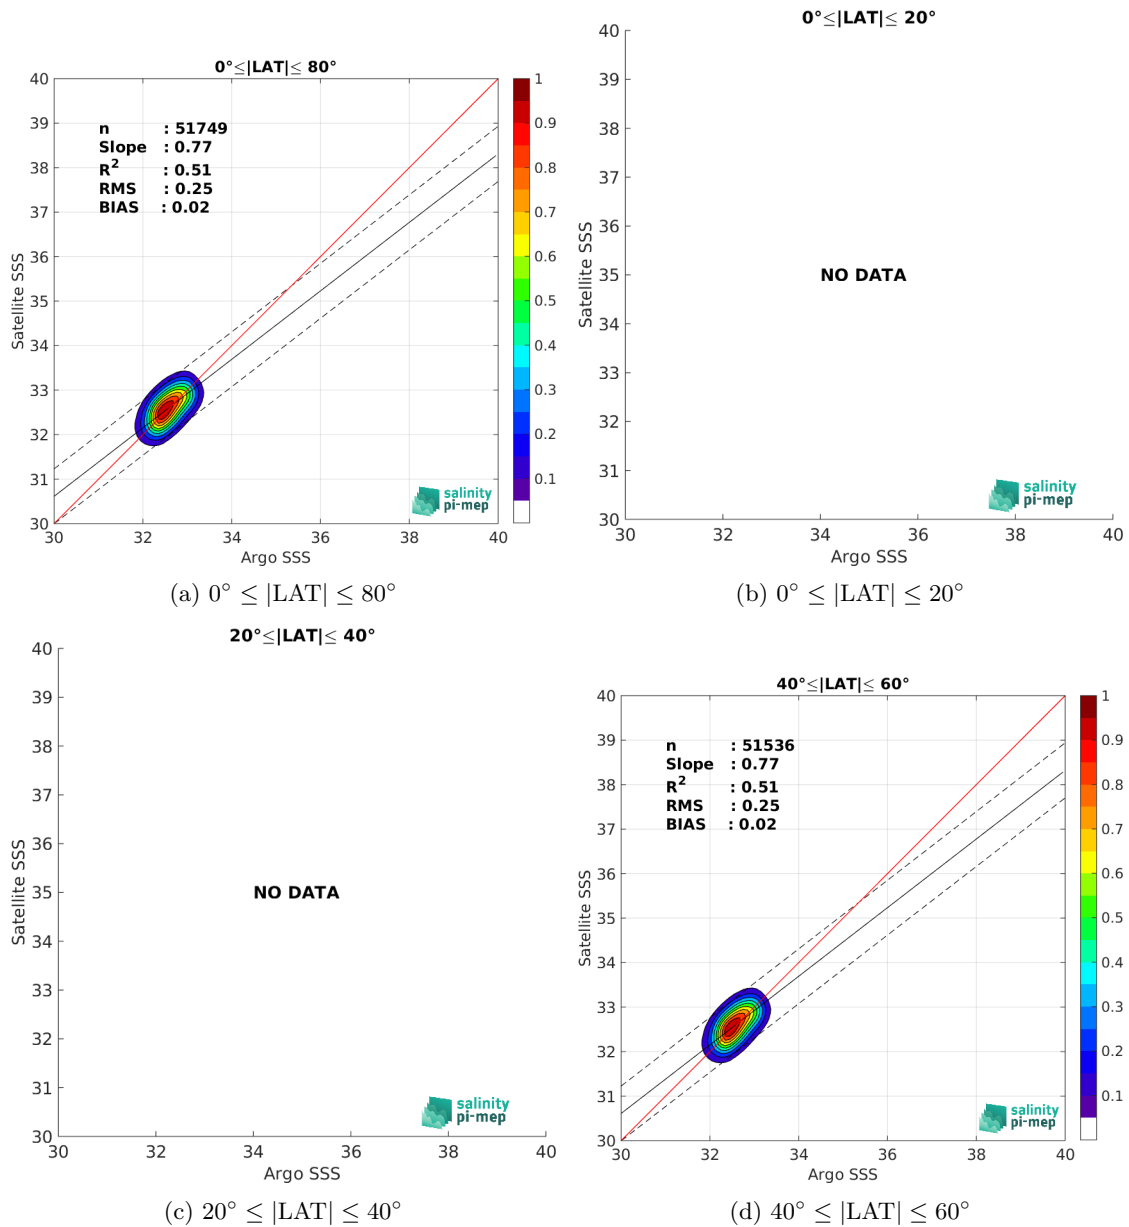 0°≤|LAT|≤ 80°
40
39
38
37
36
35
34
33
32
31
30
Satellite SSS
n : 51749
Slope : 0.77
R2 : 0.51
RMS : 0.25
BIAS : 0.02
salinity
pi-mep
30 32 34 36 38 40
Argo SSS
1
0.9
0.8
0.7
0.6
0.5
0.4
0.3
0.2
0.1
(a) 0° ≤ |LAT| ≤ 80°
0°≤|LAT|≤ 20°
40
39
38
37
36
35
34
33
32
31
30
Satellite SSS
NO DATA
salinity
pi-mep
30 32 34 36 38 40
Argo SSS
(b) 0° ≤ |LAT| ≤ 20°
20°≤|LAT|≤ 40°
40
39
38
37
36
35
34
33
32
31
30
Satellite SSS
NO DATA
salinity
pi-mep
30 32 34 36 38 40
Argo SSS
(c) 20° ≤ |LAT| ≤ 40°
40°≤|LAT|≤ 60°
40
39
38
37
36
35
34
33
32
31
30
Satellite SSS
n : 51536
Slope : 0.77
R2 : 0.51
RMS : 0.25
BIAS : 0.02
salinity
pi-mep
30 32 34 36 38 40
Argo SSS
1
0.9
0.8
0.7
0.6
0.5
0.4
0.3
0.2
0.1
(d) 40° ≤ |LAT| ≤ 60°